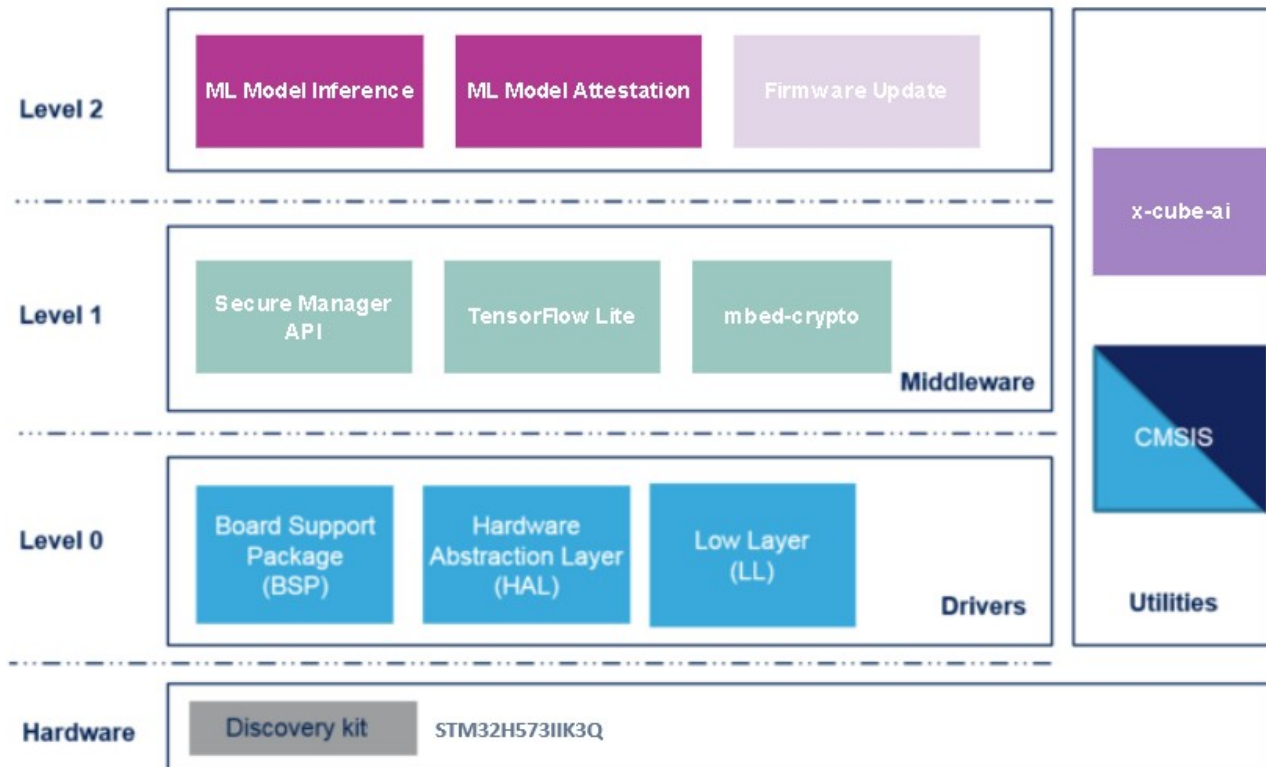 Level 2
ML Model Inference
ML Model Attestation
Firmware Update
x-cube-ai
Level 1
Secure Manager
API
TensorFlow Lite
mbed-crypto
Middleware
CMSIS
Level 0
Board Support
Package
(BSP)
Hardware
Abstraction Layer
(HAL)
Low Layer
(LL)
Drivers
Utilities
Hardware
Discovery kit
STM32H573IIK3Q